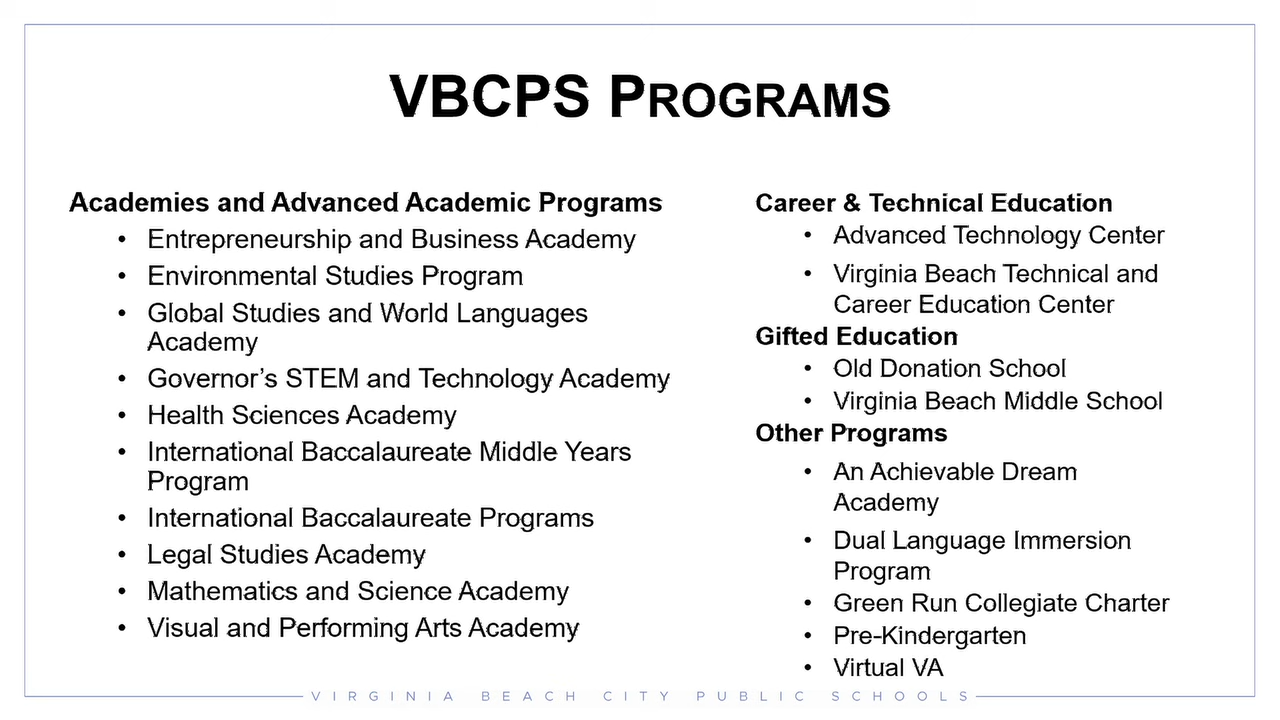 VBCPS PROGRAMS
Academies and Advanced Academic Programs
• Entrepreneurship and Business Academy
• Environmental Studies Program
• Global Studies and World Languages
Academy
• Governor's STEM and Technology Academy
• Health Sciences Academy
• International Baccalaureate Middle Years
Program
• International Baccalaureate Programs
• Legal Studies Academy
• Mathematics and Science Academy
• Visual and Performing Arts Academy
Career & Technical Education
• Advanced Technology Center
• Virginia Beach Technical and
Career Education Center
Gifted Education
• Old Donation School
• Virginia Beach Middle School
Other Programs
• An Achievable Dream
Academy
• Dual Language Immersion
Program
• Green Run Collegiate Charter
• Pre-Kindergarten
• Virtual VA
VIRGINIA BEACH CITY PUBLIC SCHOOLS